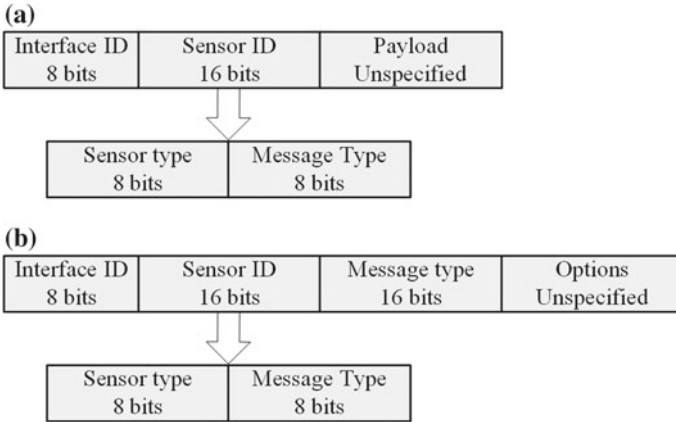 (a)
Interface ID
8 bits
Sensor ID
16 bits
Payload
Unspecified
Sensor type
8 bits
Message Type
8 bits
(b)
Interface ID
8 bits
Sensor ID
16 bits
Message type
16 bits
Options
Unspecified
Sensor type
8 bits
Message Type
8 bits